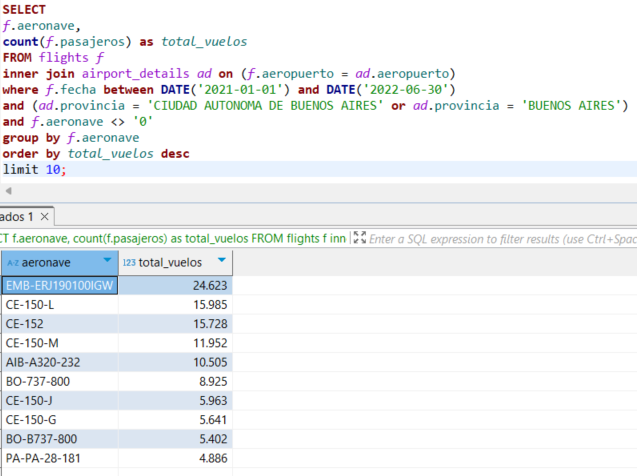 SELECT
f.aeronave,
count(f.pasajeros) as total_vuelos
FROM flights f
inner join airport_details ad on (f.aeropuerto = ad.aeropuerto)
where f.fecha between DATE('2021-01-01') and DATE('2022-06-30')
and (ad.provincia = 'CIUDAD AUTONOMA DE BUENOS AIRES' or ad.provincia = 'BUENOS AIRES')
and f.aeronave <> '0'
group by f.aeronave
order by total_vuelos desc
limit 10;
ados 1 ×
CT f.aeronave, count(f.pasajeros) as total_vuelos FROM flights f inn Enter a SQL expression to filter results (use Ctrl+Spac
A-Z aeronave 123 total_vuelos
EMB-ERJ190100IGW 24.623
CE-150-L 15.985
CE-152 15.728
CE-150-M 11.952
AIB-A320-232 10.505
BO-737-800 8.925
CE-150-J 5.963
CE-150-G 5.641
BO-B737-800 5.402
PA-PA-28-181 4.886